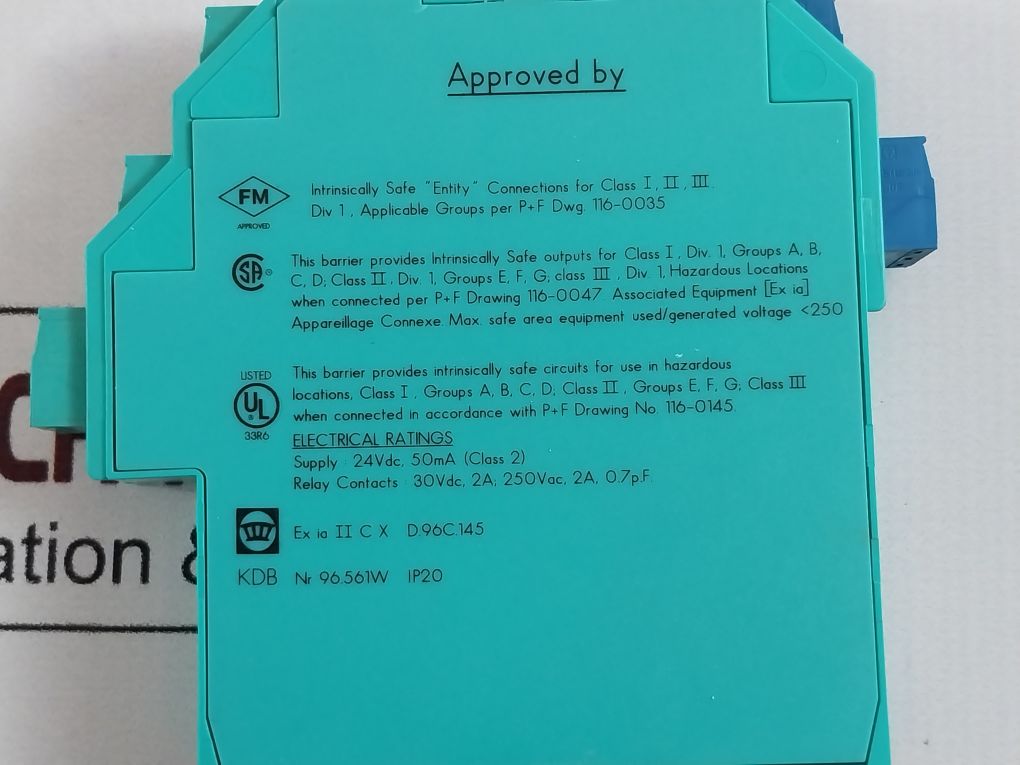 Approved by
FM
APPROVED
Intrinsically Safe "Entity" Connections for Class I, II, III.
Div 1, Applicable Groups per P+F Dwg. 116-0035
SA ®
This barrier provides Intrinsically Safe outputs for Class I, Div. 1, Groups A, B,
C, D; Class II, Div. 1, Groups E, F, G; class III, Div. 1, Hazardous Locations
when connected per P+F Drawing 116-0047. Associated Equipment [Ex ia]
Appareillage Connexe. Max. safe area equipment used/generated voltage <250
LISTED
UL ®
33R6
This barrier provides intrinsically safe circuits for use in hazardous
locations, Class I, Groups A, B, C, D; Class II, Groups E, F, G; Class III
when connected in accordance with P+F Drawing No. 116-0145.
ELECTRICAL RATINGS
Supply : 24Vdc, 50mA (Class 2)
Relay Contacts : 30Vdc, 2A; 250Vac, 2A, 0.7p.F.
Ex ia II C X D.96C.145
KDB Nr 96.561W IP20
ation &